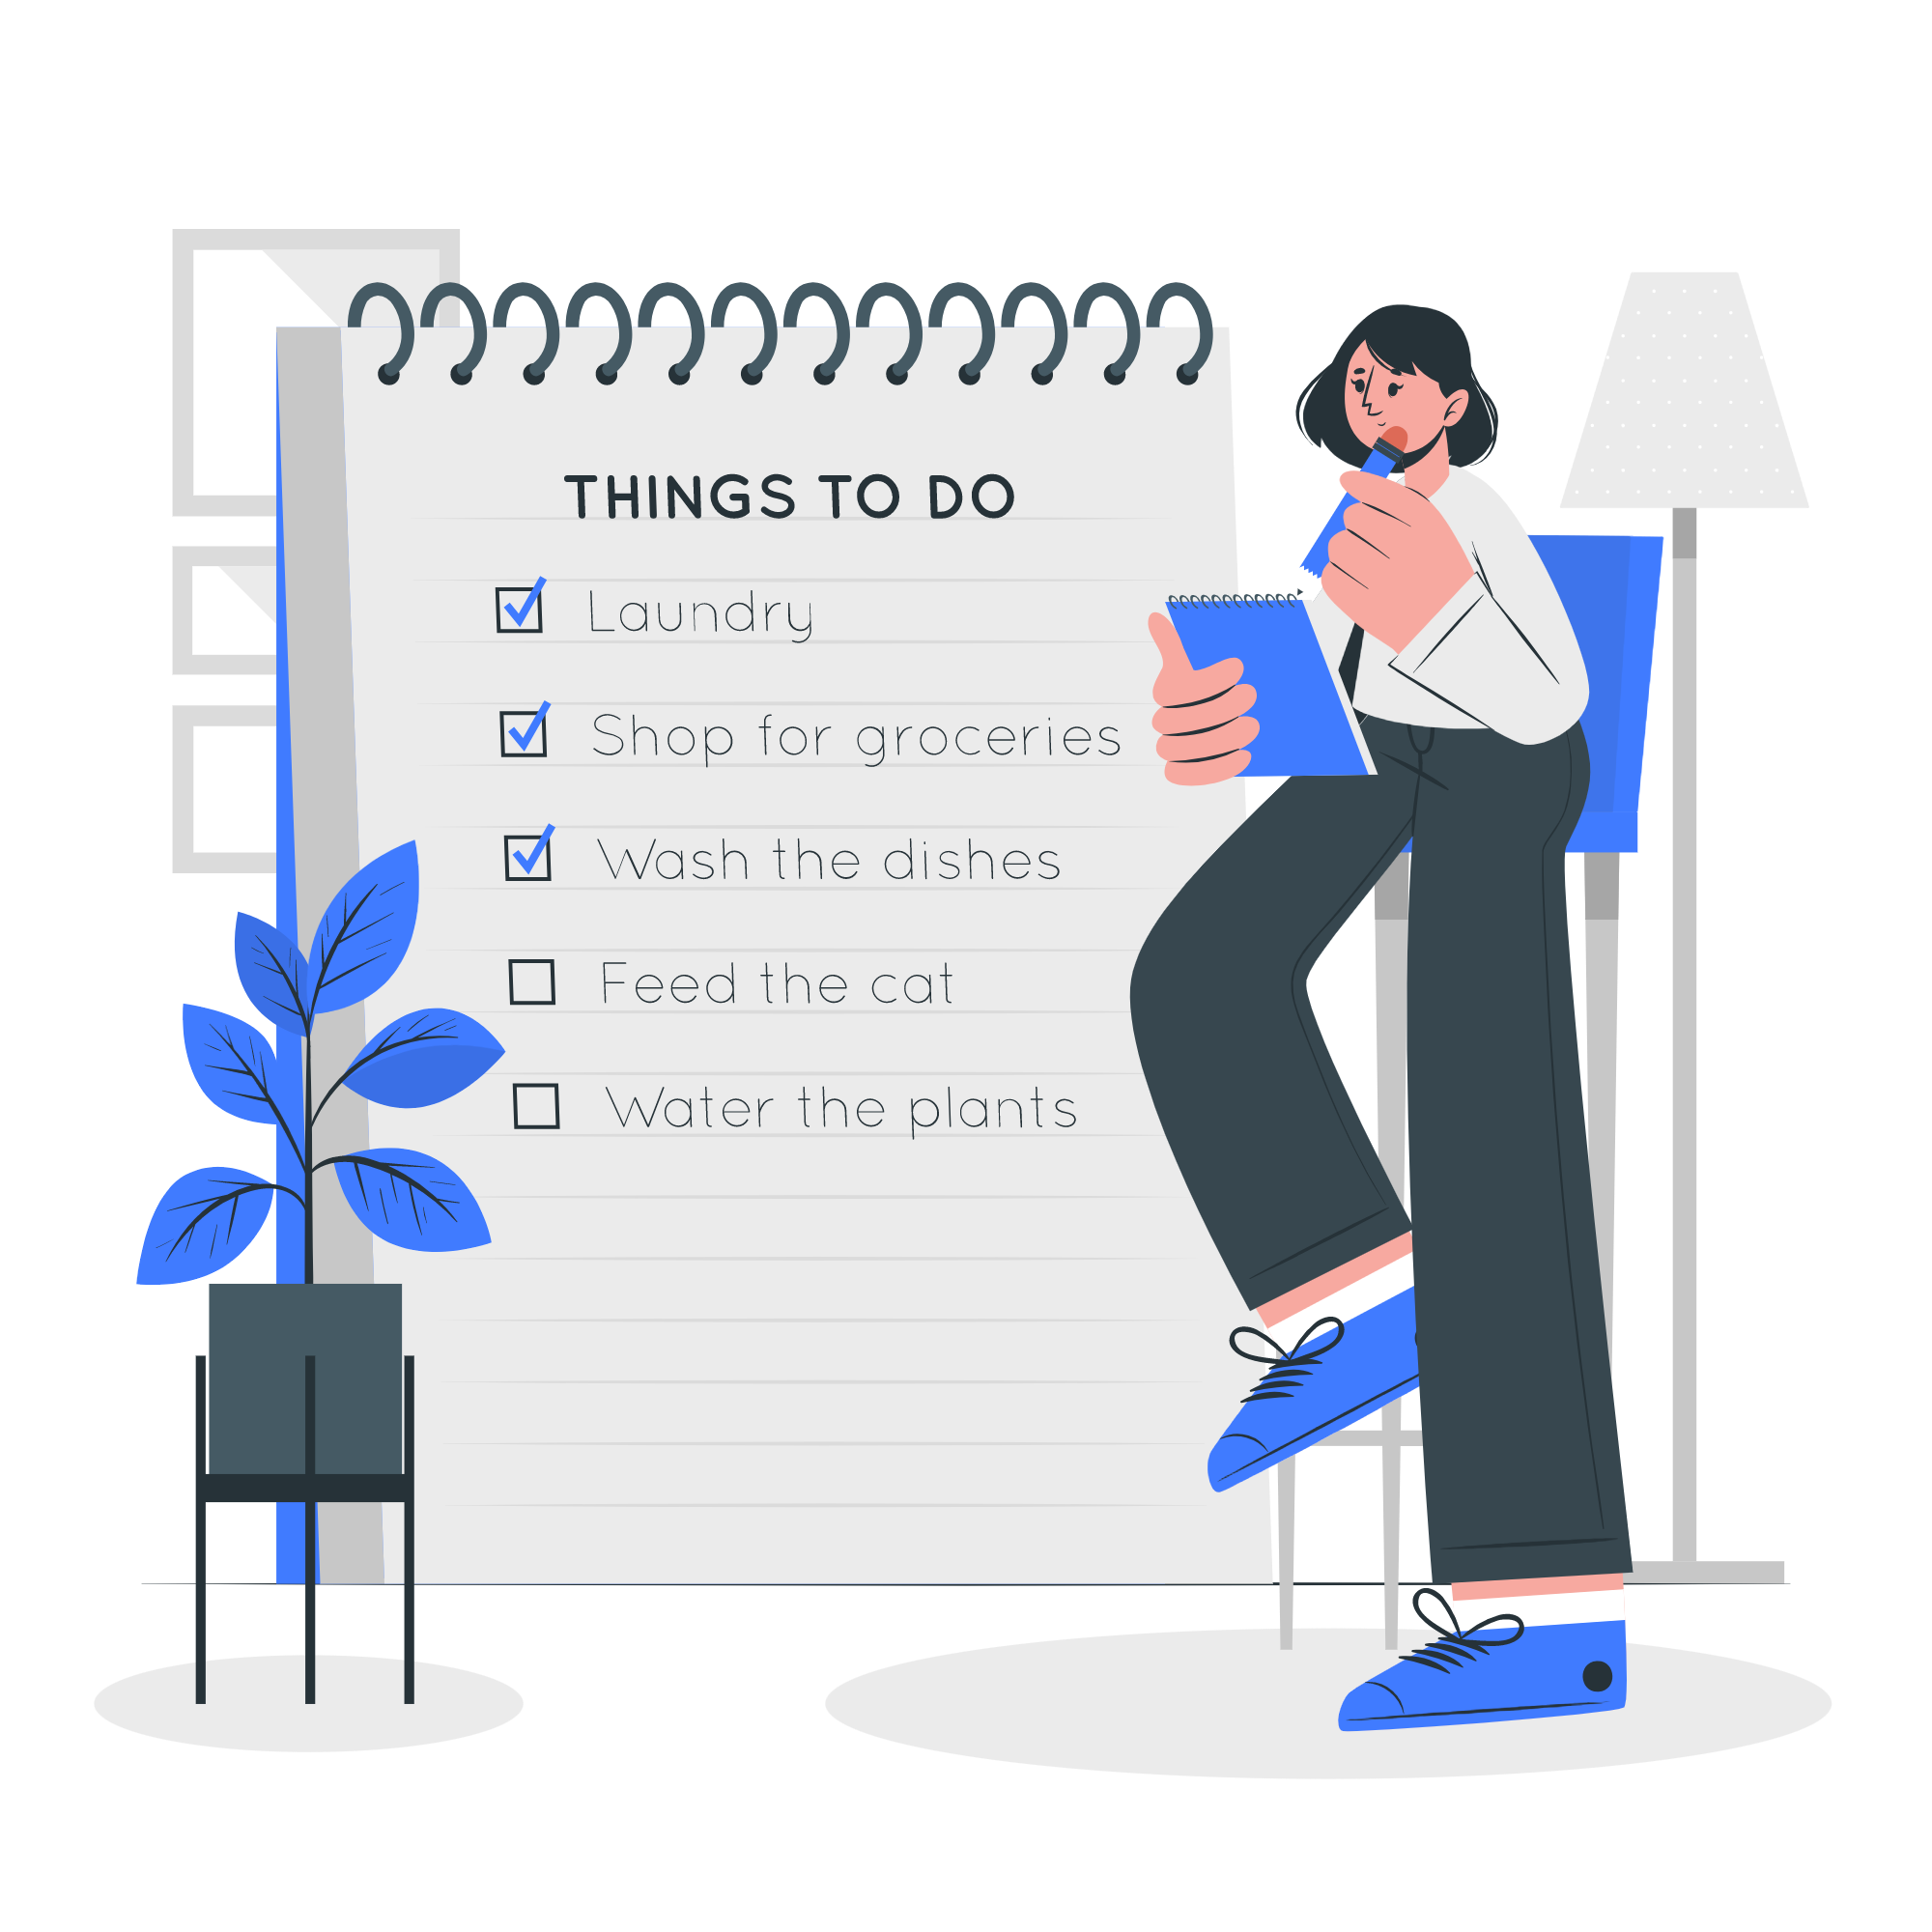 THINGS TO DO
Laundry
Shop for groceries
Wash the dishes
Feed the cat
Water the plants